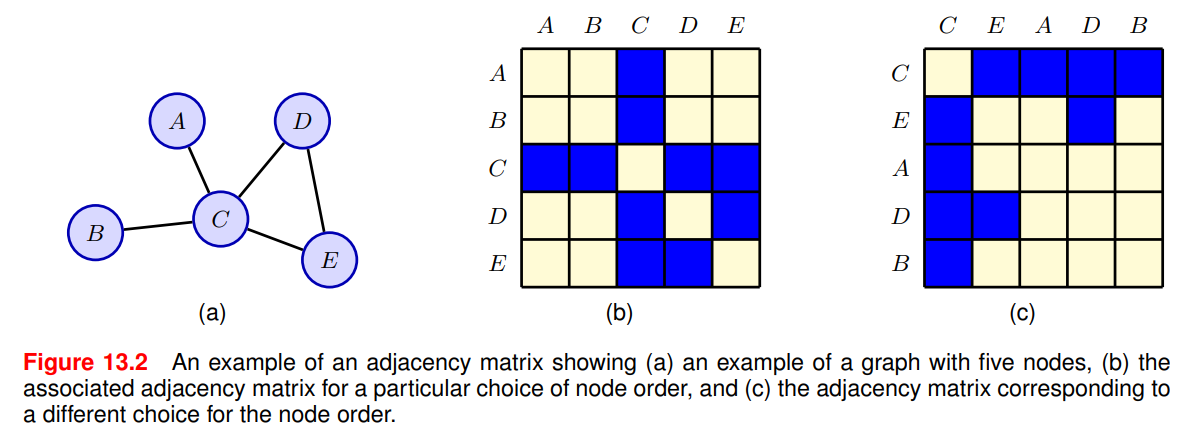 A B C D E
C E A D B
A
D
C
B
E
A
B
C
D
E
C
E
A
D
B
(a)
(b)
(c)
Figure 13.2 An example of an adjacency matrix showing (a) an example of a graph with five nodes, (b) the
associated adjacency matrix for a particular choice of node order, and (c) the adjacency matrix corresponding to
a different choice for the node order.